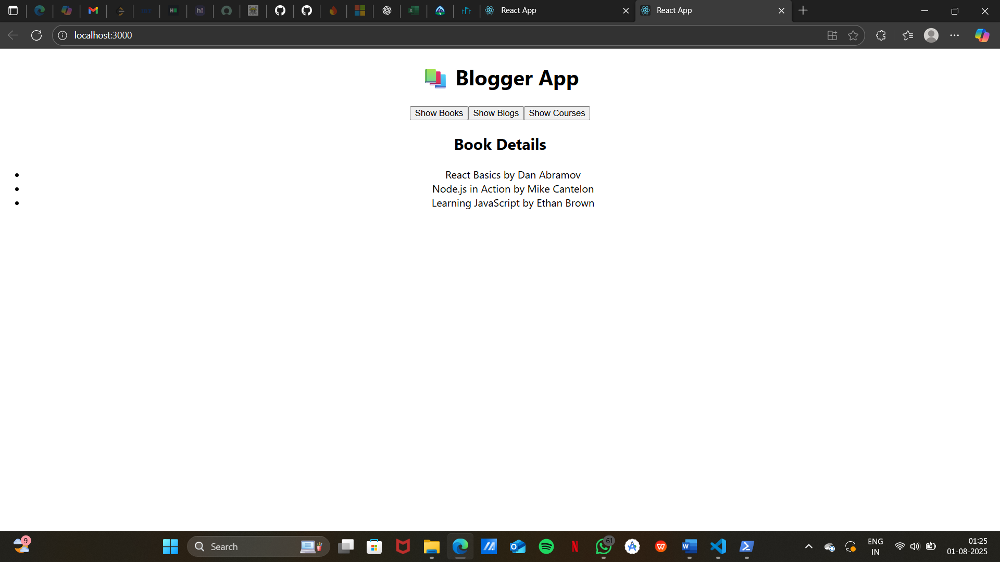 React App
React App
localhost:3000
Blogger App
Show Books Show Blogs Show Courses
Book Details
React Basics by Dan Abramov
Node.js in Action by Mike Cantelon
Learning JavaScript by Ethan Brown
9
Search
61
ENG
IN
01:25
01-08-2025